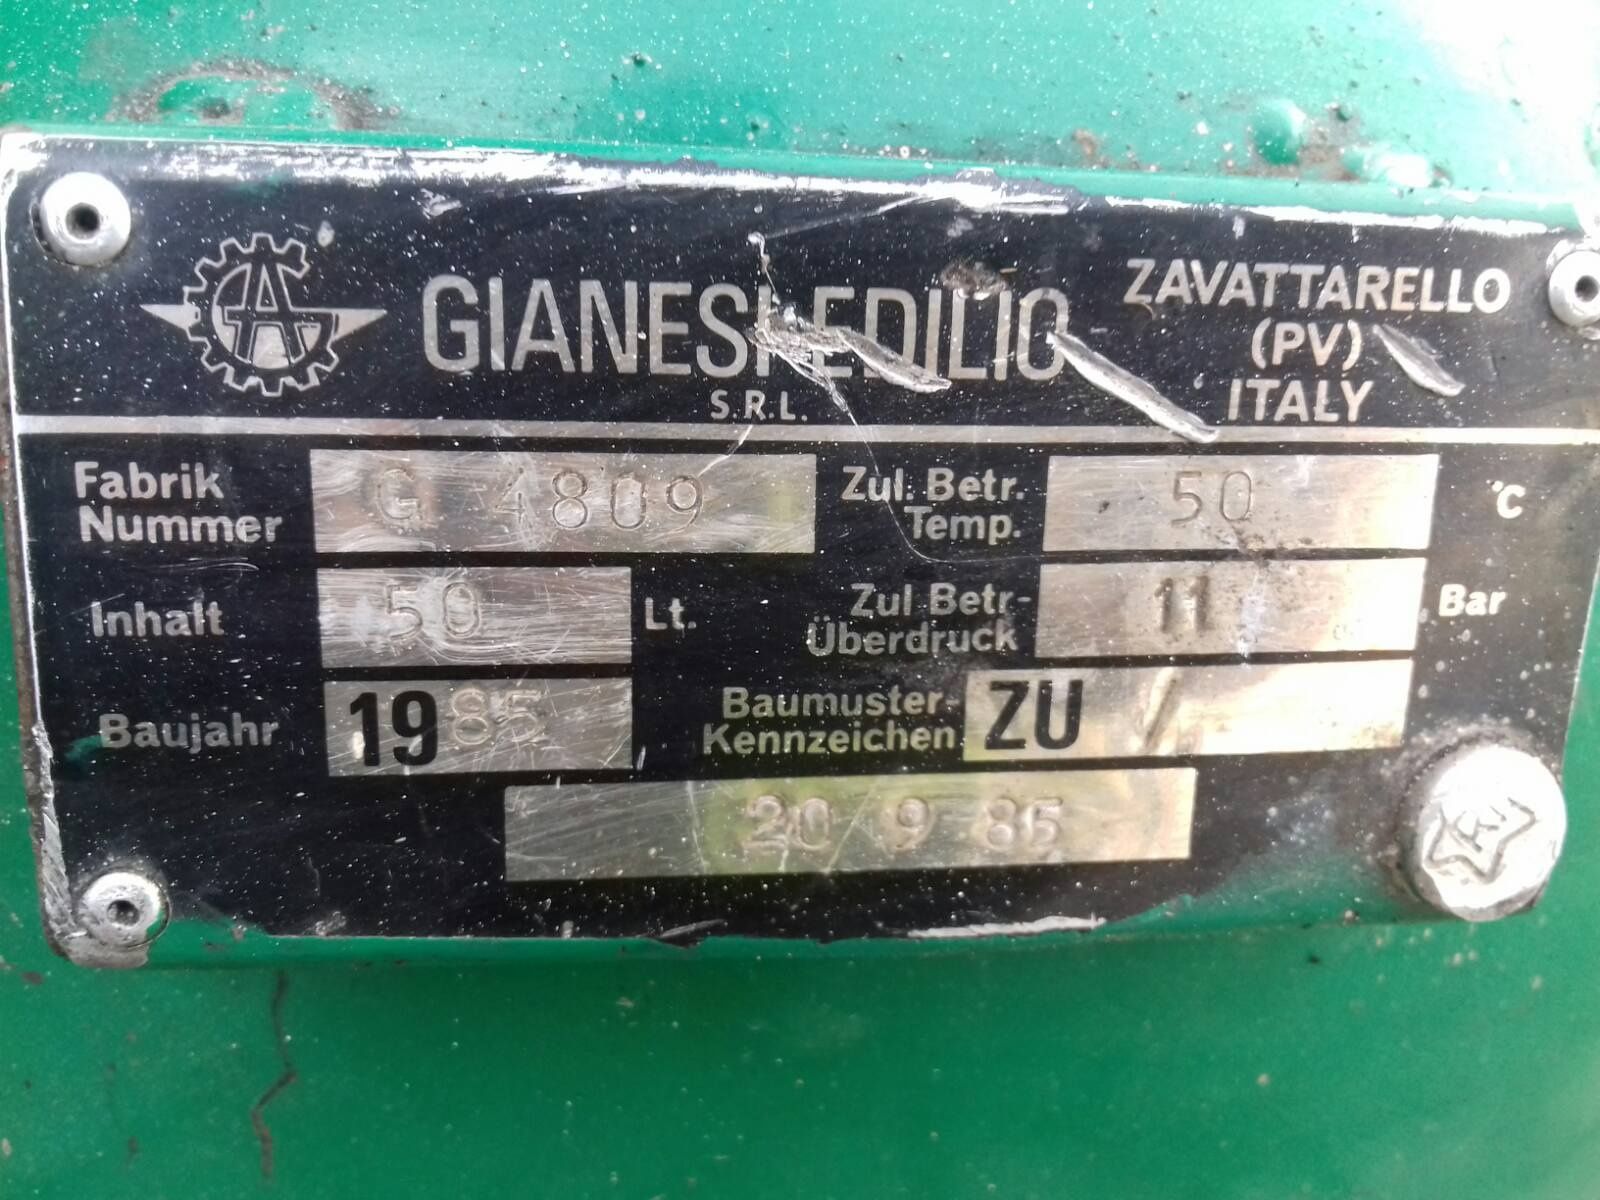 GIANESI EDILIO
S.R.L.
ZAVATTARELLO
(PV)
ITALY
Fabrik
Nummer
G 4809
Zul. Betr.
Temp.
50
°C
Inhalt
50
Lt.
Zul Betr-
Überdruck
11
Bar
Baujahr
1985
Baumuster-
Kennzeichen
ZU /
20 9 85